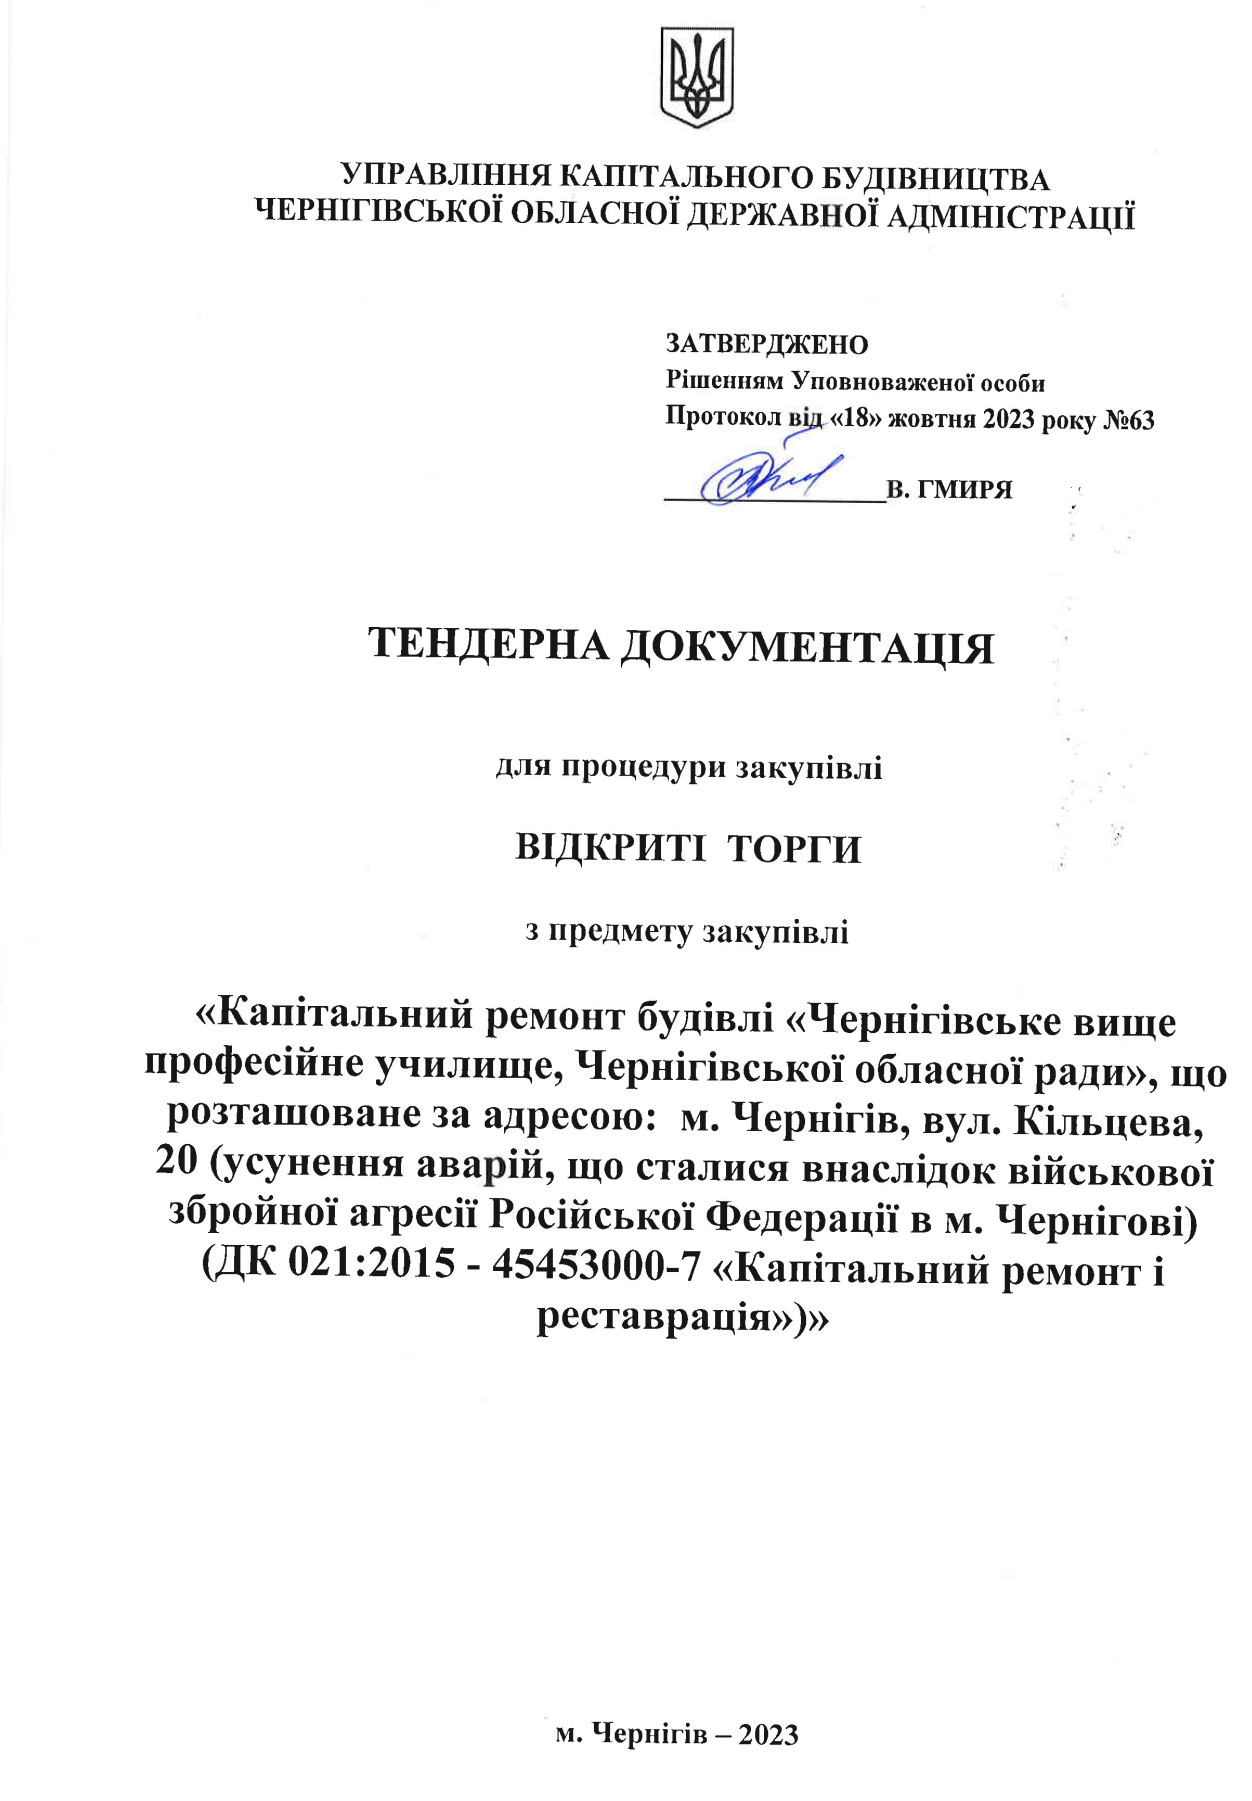 УПРАВЛІННЯ КАПІТАЛЬНОГО БУДІВНИЦТВА
ЧЕРНІГІВСЬКОЇ ОБЛАСНОЇ ДЕРЖАВНОЇ АДМІНІСТРАЦІЇ
ЗАТВЕРДЖЕНО
Рішенням Уповноваженої особи
Протокол від «18» жовтня 2023 року №63
В. ГМИРЯ
ТЕНДЕРНА ДОКУМЕНТАЦІЯ
для процедури закупівлі
ВІДКРИТІ ТОРГИ
з предмету закупівлі
«Капітальний ремонт будівлі «Чернігівське вище
професійне училище, Чернігівської обласної ради», що
розташоване за адресою: м. Чернігів, вул. Кільцева,
20 (усунення аварій, що сталися внаслідок військової
збройної агресії Російської Федерації в м. Чернігові)
(ДК 021:2015 - 45453000-7 «Капітальний ремонт і
реставрація»)»
м. Чернігів – 2023